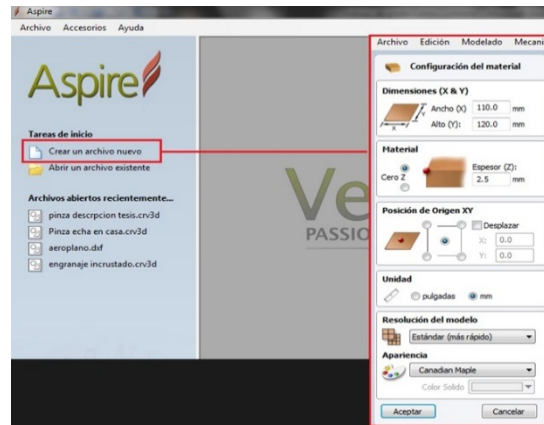 Aspire
Archivo Accesorios Ayuda
Aspire
Tareas de inicio
Crear un archivo nuevo
Abrir un archivo existente
Archivos abiertos recientemente...
pinza descrpcion tesis.crv3d
Pinza echa en casa.crv3d
aeroplano.dxf
engranaje incrustado.crv3d
Ve
PASSIO
Archivo Edición Modelado Mecani
Configuración del material
Dimensiones (X & Y)
Ancho (X) 110.0 mm
Alto (Y): 120.0 mm
Material
Cero Z
Espesor (Z):
2.5 mm
Posición de Origen XY
Desplazar
X: 0.0
Y: 0.0
Unidad
pulgadas mm
Resolución del modelo
Estándar (más rápido)
Apariencia
Canadian Maple
Color Solido
Aceptar Cancelar